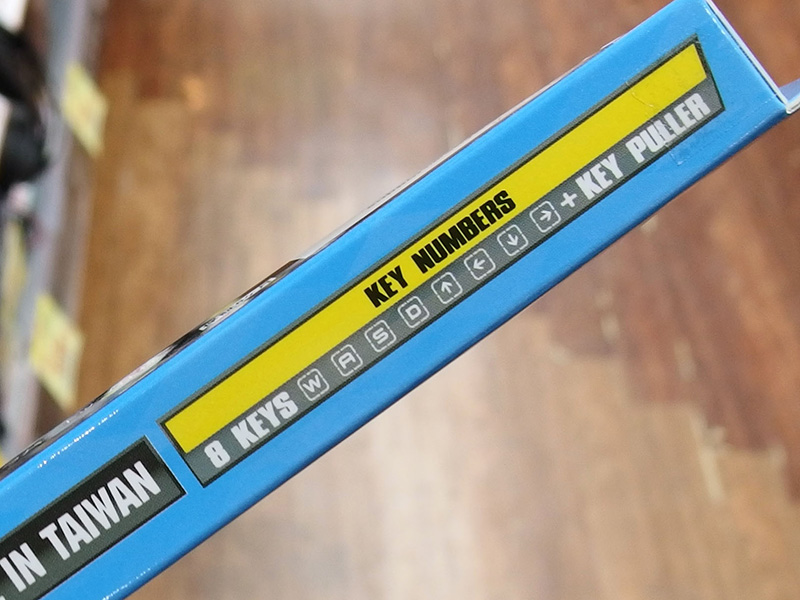 KEY NUMBERS
8 KEYS W A S D ↑ ← ↓ → + KEY PULLER
IN TAIWAN